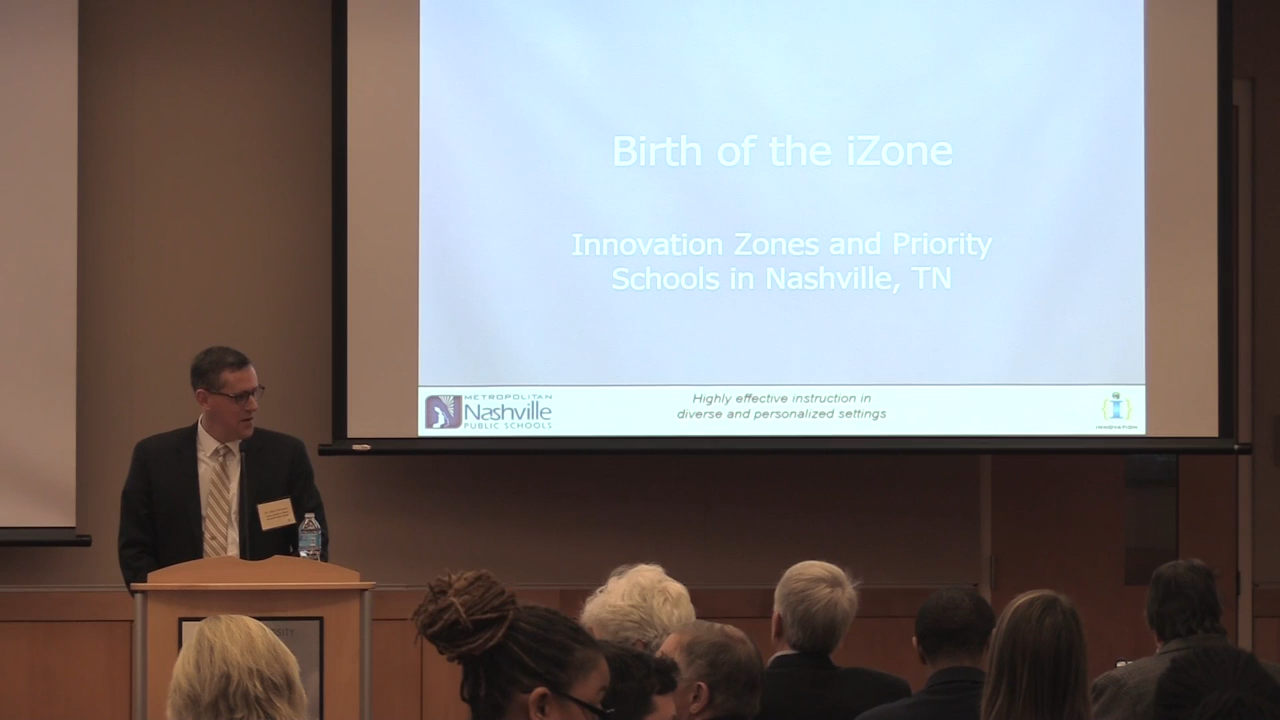 Birth of the iZone
Innovation Zones and Priority
Schools in Nashville, TN
METROPOLITAN
Nashville
PUBLIC SCHOOLS
Highly effective instruction in
diverse and personalized settings